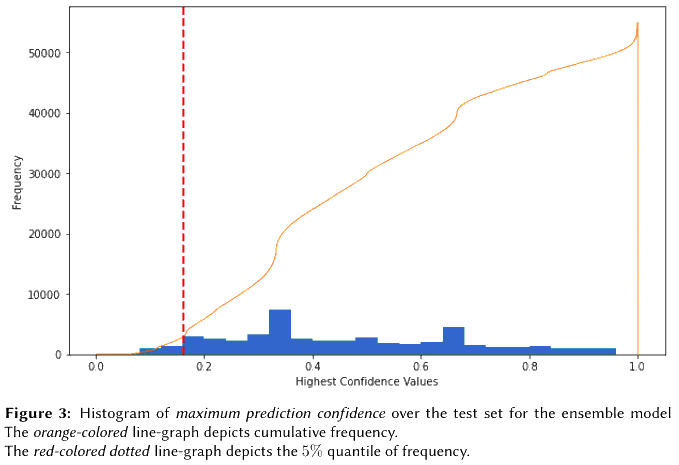 50000
40000
30000
20000
10000
0
Frequency
0.0 0.2 0.4 0.6 0.8 1.0
Highest Confidence Values
Figure 3: Histogram of maximum prediction confidence over the test set for the ensemble model
The orange-colored line-graph depicts cumulative frequency.
The red-colored dotted line-graph depicts the 5% quantile of frequency.